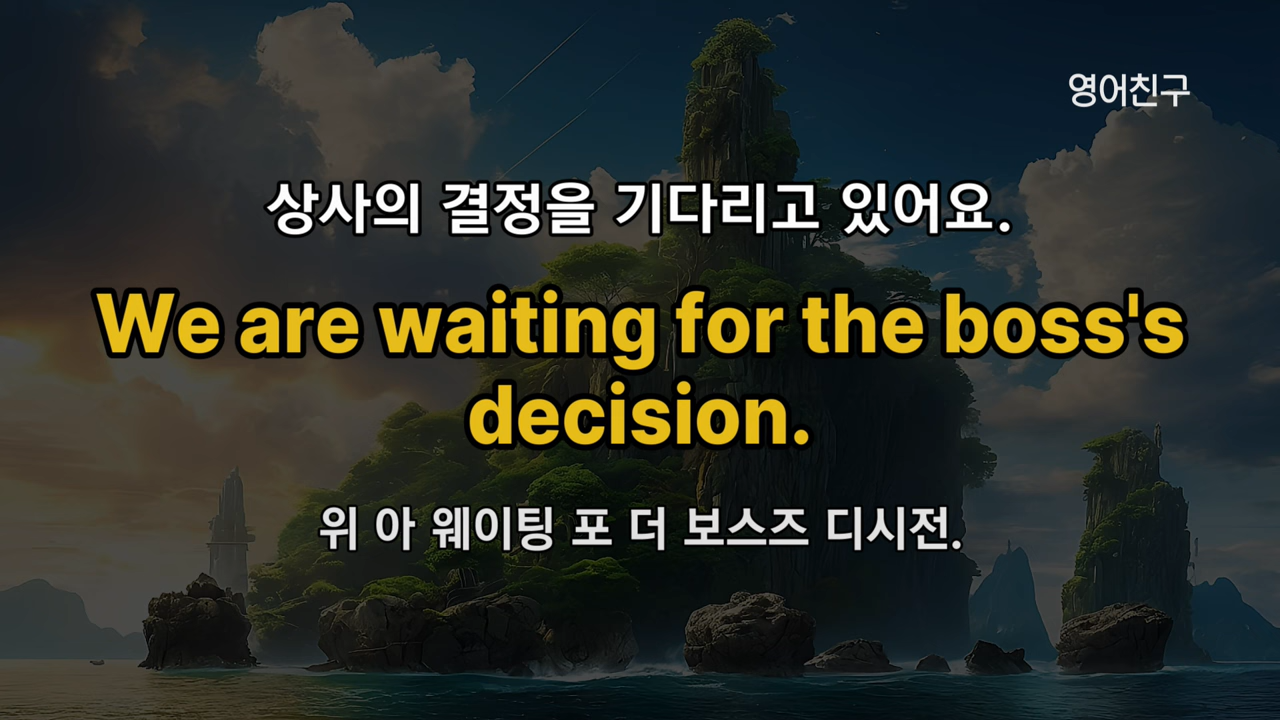 영어친구
상사의 결정을 기다리고 있어요.
We are waiting for the boss's
decision.
위 아 웨이팅 포 더 보스즈 디시전.